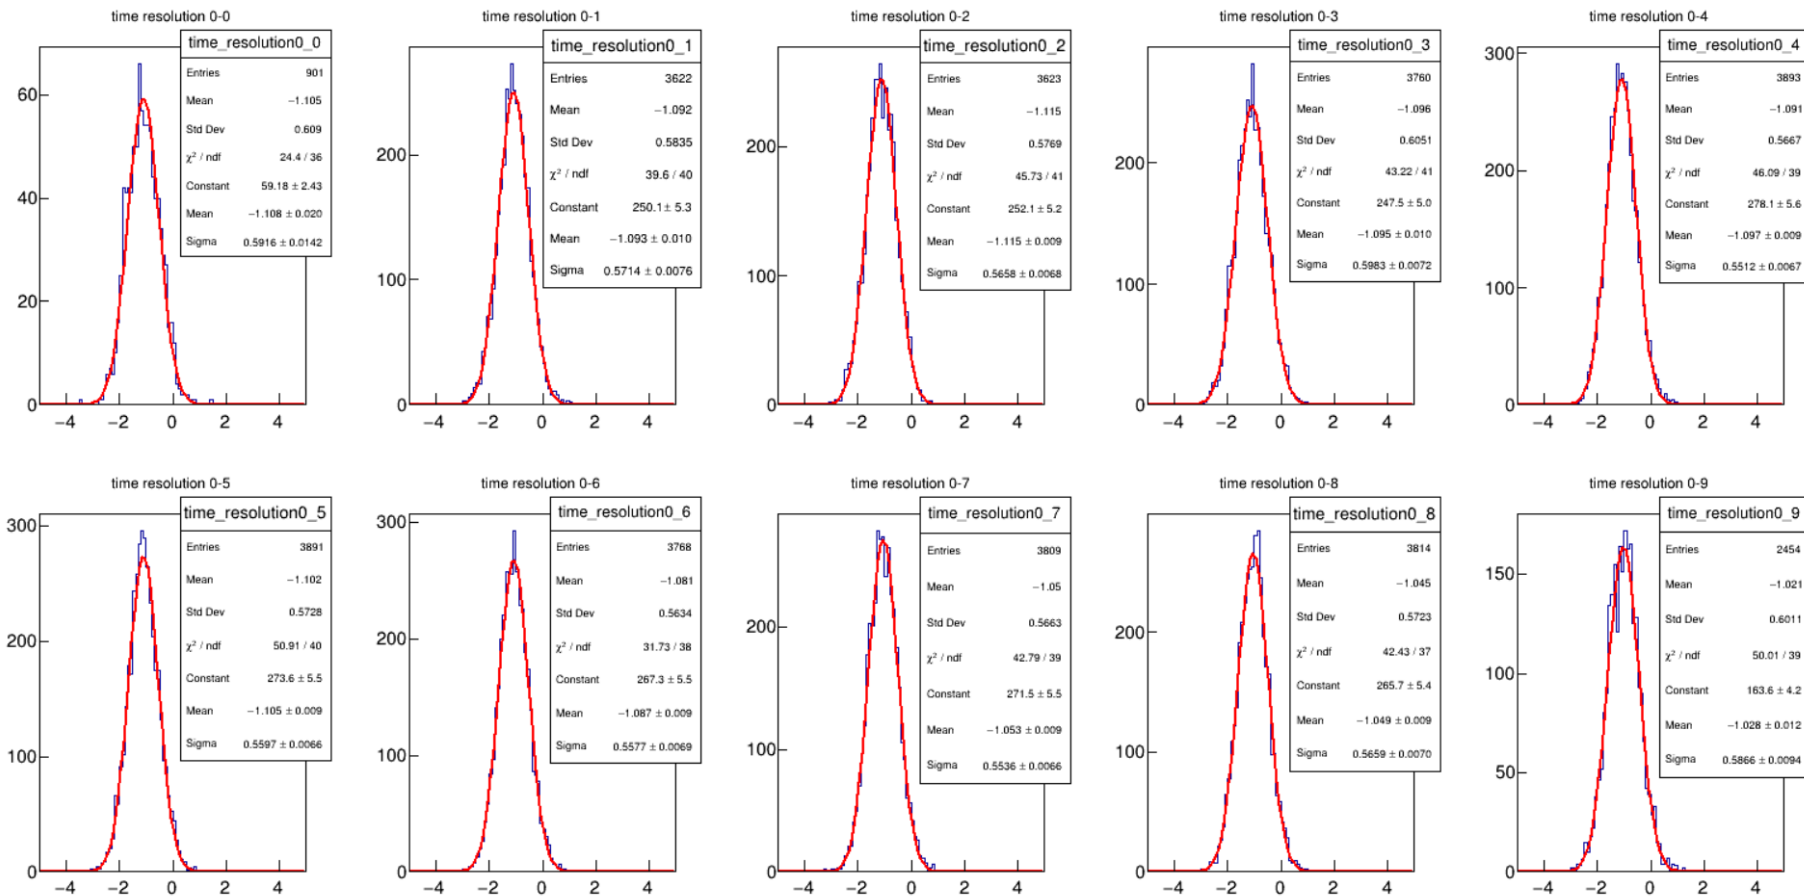 time resolution 0-0
time_resolution0_0
Entries 901
Mean −1.105
Std Dev 0.609
χ² / ndf 24.4 / 36
Constant 59.18 ± 2.43
Mean −1.108 ± 0.020
Sigma 0.5916 ± 0.0142
60
40
20
0
−4 −2 0 2 4
time resolution 0-1
time_resolution0_1
Entries 3622
Mean −1.092
Std Dev 0.5835
χ² / ndf 39.6 / 40
Constant 250.1 ± 5.3
Mean −1.093 ± 0.010
Sigma 0.5714 ± 0.0076
200
100
0
−4 −2 0 2 4
time resolution 0-2
time_resolution0_2
Entries 3623
Mean −1.115
Std Dev 0.5769
χ² / ndf 45.73 / 41
Constant 252.1 ± 5.2
Mean −1.115 ± 0.009
Sigma 0.5658 ± 0.0068
200
100
0
−4 −2 0 2 4
time resolution 0-3
time_resolution0_3
Entries 3760
Mean −1.096
Std Dev 0.6051
χ² / ndf 43.22 / 41
Constant 247.5 ± 5.0
Mean −1.095 ± 0.010
Sigma 0.5983 ± 0.0072
200
100
0
−4 −2 0 2 4
time resolution 0-4
time_resolution0_4
Entries 3893
Mean −1.091
Std Dev 0.5667
χ² / ndf 46.09 / 39
Constant 278.1 ± 5.6
Mean −1.097 ± 0.009
Sigma 0.5512 ± 0.0067
300
200
100
0
−4 −2 0 2 4
time resolution 0-5
time_resolution0_5
Entries 3891
Mean −1.102
Std Dev 0.5728
χ² / ndf 50.91 / 40
Constant 273.6 ± 5.5
Mean −1.105 ± 0.009
Sigma 0.5597 ± 0.0066
300
200
100
0
−4 −2 0 2 4
time resolution 0-6
time_resolution0_6
Entries 3768
Mean −1.081
Std Dev 0.5634
χ² / ndf 31.73 / 38
Constant 267.3 ± 5.5
Mean −1.087 ± 0.009
Sigma 0.5577 ± 0.0069
300
200
100
0
−4 −2 0 2 4
time resolution 0-7
time_resolution0_7
Entries 3809
Mean −1.05
Std Dev 0.5663
χ² / ndf 42.79 / 39
Constant 271.5 ± 5.5
Mean −1.053 ± 0.009
Sigma 0.5536 ± 0.0066
200
100
0
−4 −2 0 2 4
time resolution 0-8
time_resolution0_8
Entries 3814
Mean −1.045
Std Dev 0.5723
χ² / ndf 42.43 / 37
Constant 265.7 ± 5.4
Mean −1.049 ± 0.009
Sigma 0.5659 ± 0.0070
200
100
0
−4 −2 0 2 4
time resolution 0-9
time_resolution0_9
Entries 2454
Mean −1.021
Std Dev 0.6011
χ² / ndf 50.01 / 39
Constant 163.6 ± 4.2
Mean −1.028 ± 0.012
Sigma 0.5866 ± 0.0094
150
100
50
0
−4 −2 0 2 4